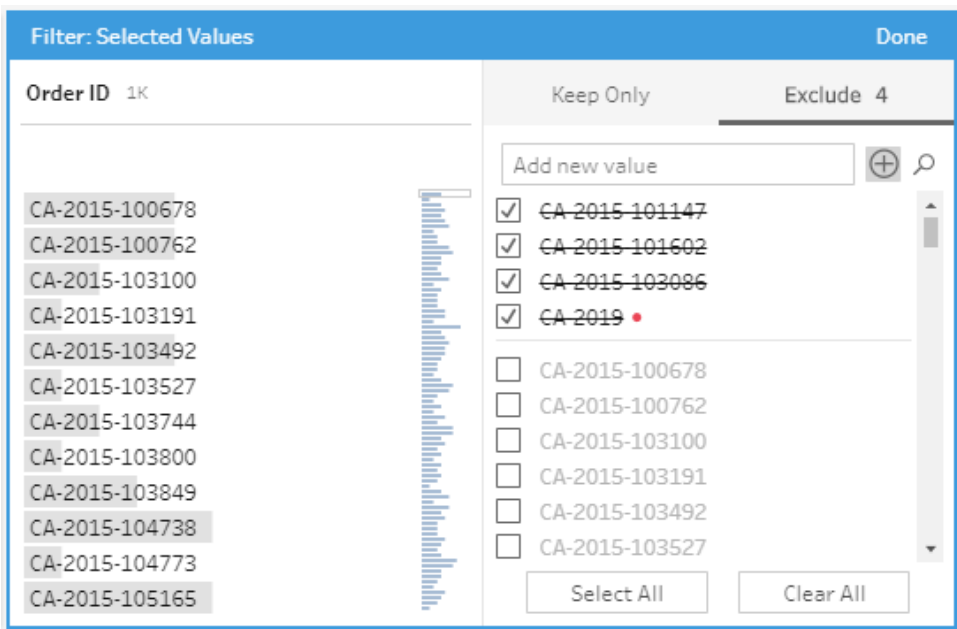 Filter: Selected Values Done
Order ID 1K
CA-2015-100678
CA-2015-100762
CA-2015-103100
CA-2015-103191
CA-2015-103492
CA-2015-103527
CA-2015-103744
CA-2015-103800
CA-2015-103849
CA-2015-104738
CA-2015-104773
CA-2015-105165
Keep Only Exclude 4
Add new value
CA-2015-101147
CA-2015-101602
CA-2015-103086
CA-2019
CA-2015-100678
CA-2015-100762
CA-2015-103100
CA-2015-103191
CA-2015-103492
CA-2015-103527
Select All Clear All